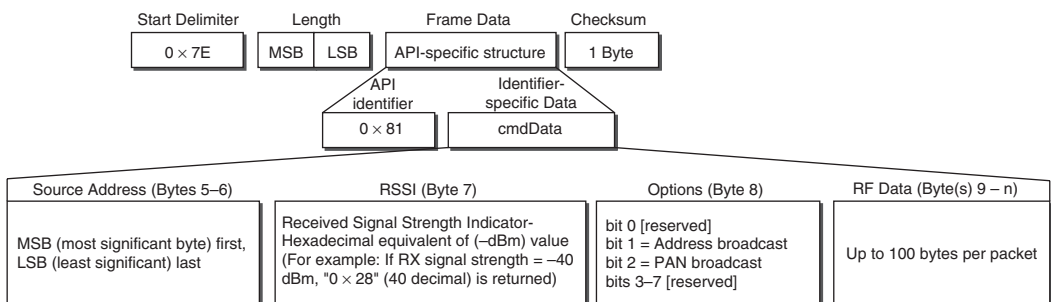 Start Delimiter
Length
Frame Data
Checksum
0 × 7E
MSB
LSB
API-specific structure
1 Byte
API
identifier
Identifier-
specific Data
0 × 81
cmdData
Source Address (Bytes 5–6)
MSB (most significant byte) first,
LSB (least significant) last
RSSI (Byte 7)
Received Signal Strength Indicator-
Hexadecimal equivalent of (–dBm) value
(For example: If RX signal strength = –40
dBm, "0 × 28" (40 decimal) is returned)
Options (Byte 8)
bit 0 [reserved]
bit 1 = Address broadcast
bit 2 = PAN broadcast
bits 3–7 [reserved]
RF Data (Byte(s) 9 – n)
Up to 100 bytes per packet